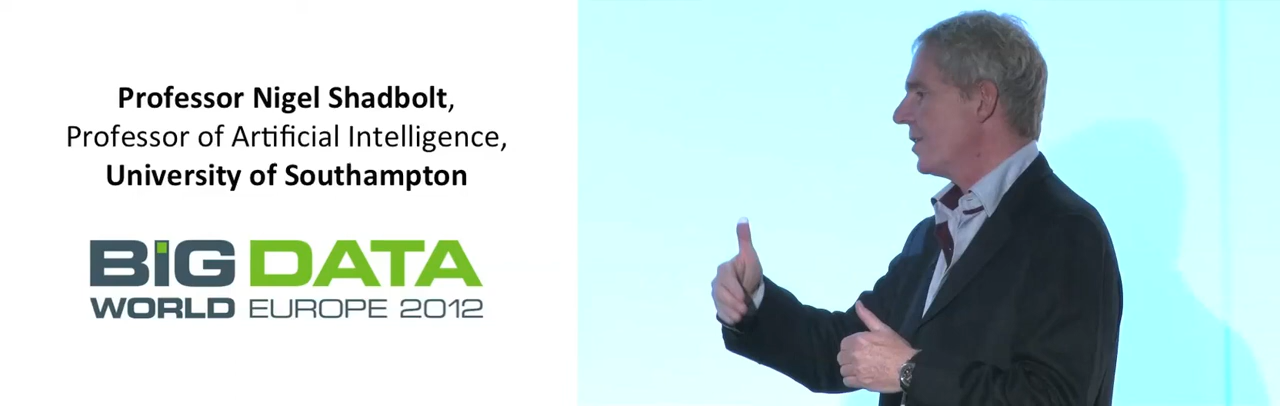 Professor Nigel Shadbolt,
Professor of Artificial Intelligence,
University of Southampton
BiG DATA
WORLD EUROPE 2012